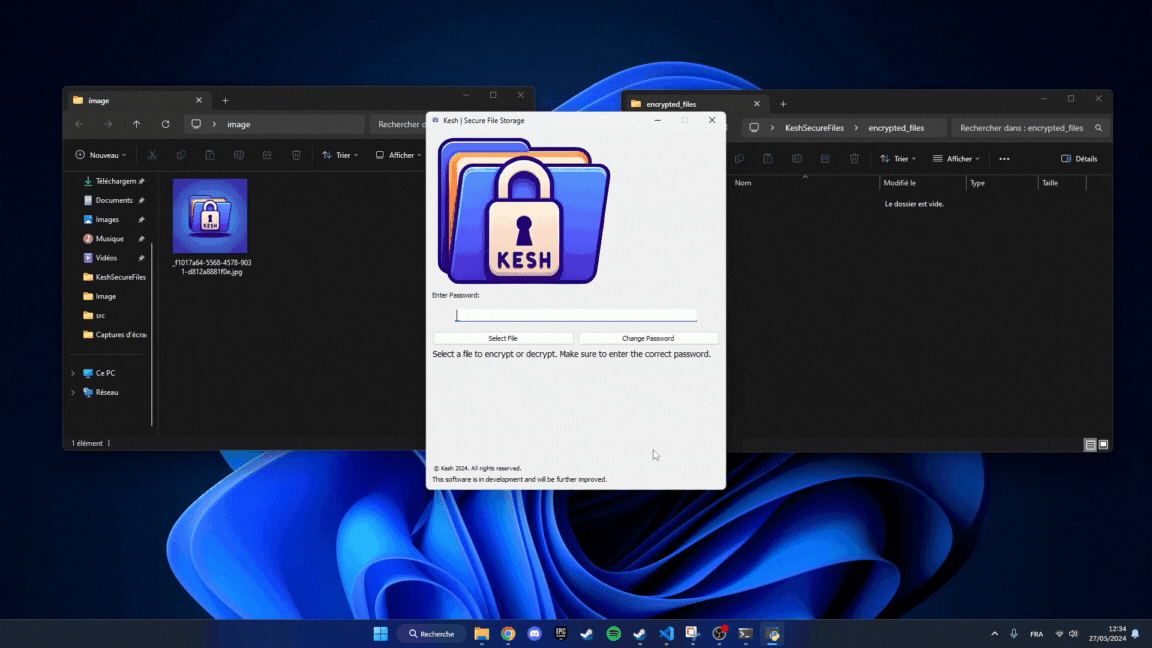 image
encrypted_files
Kesh | Secure File Storage
image
Rechercher
KeshSecureFiles
encrypted_files
Rechercher dans : encrypted_files
Nouveau
Trier
Afficher
Trier
Afficher
Détails
Téléchargem
Documents
Images
Musique
Vidéos
KeshSecureFiles
Image
src
Captures d'écra
Ce PC
Réseau
1 élément
KESH
_f1017a64-5568-4578-903
1-d812a8881f0e.jpg
KESH
Enter Password:
Select File
Change Password
Select a file to encrypt or decrypt. Make sure to enter the correct password.
© Kesh 2024. All rights reserved.
This software is in development and will be further improved.
Nom
Modifié le
Type
Taille
Le dossier est vide.
Recherche
EPIC
FRA
12:34
27/05/2024